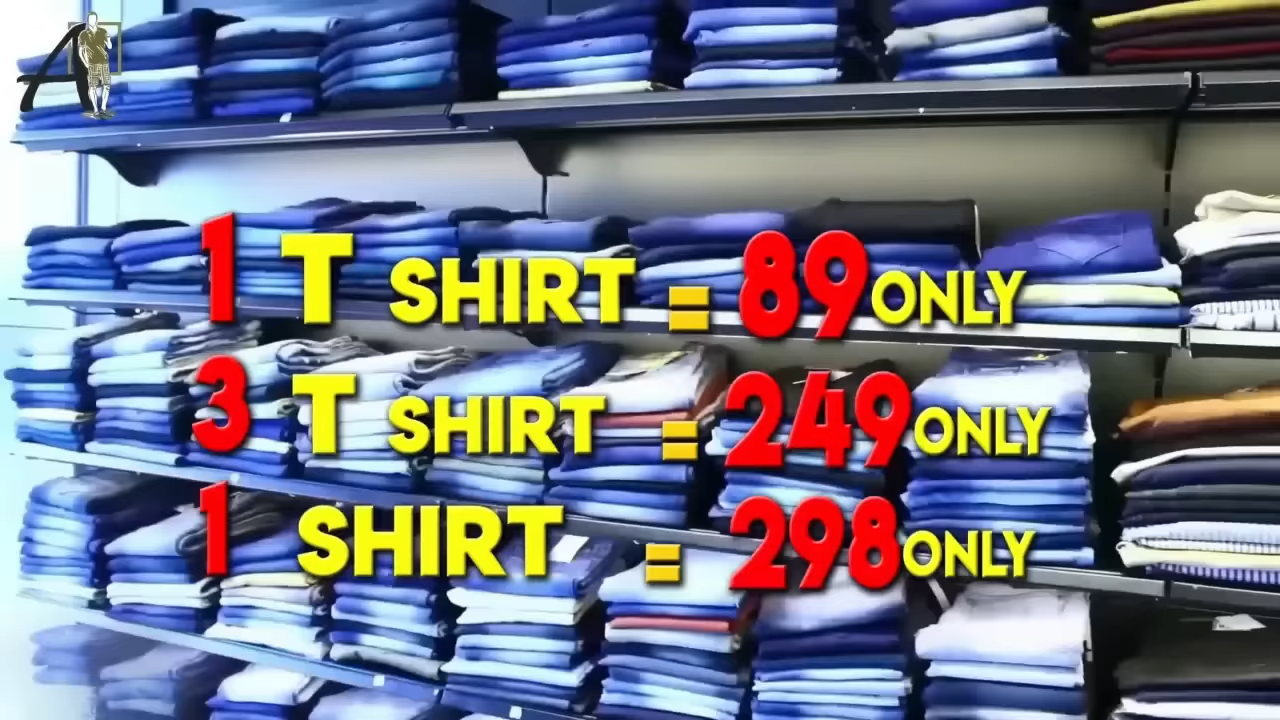 A
1 T SHIRT = 89 ONLY
3 T SHIRT = 249 ONLY
1 SHIRT = 298 ONLY